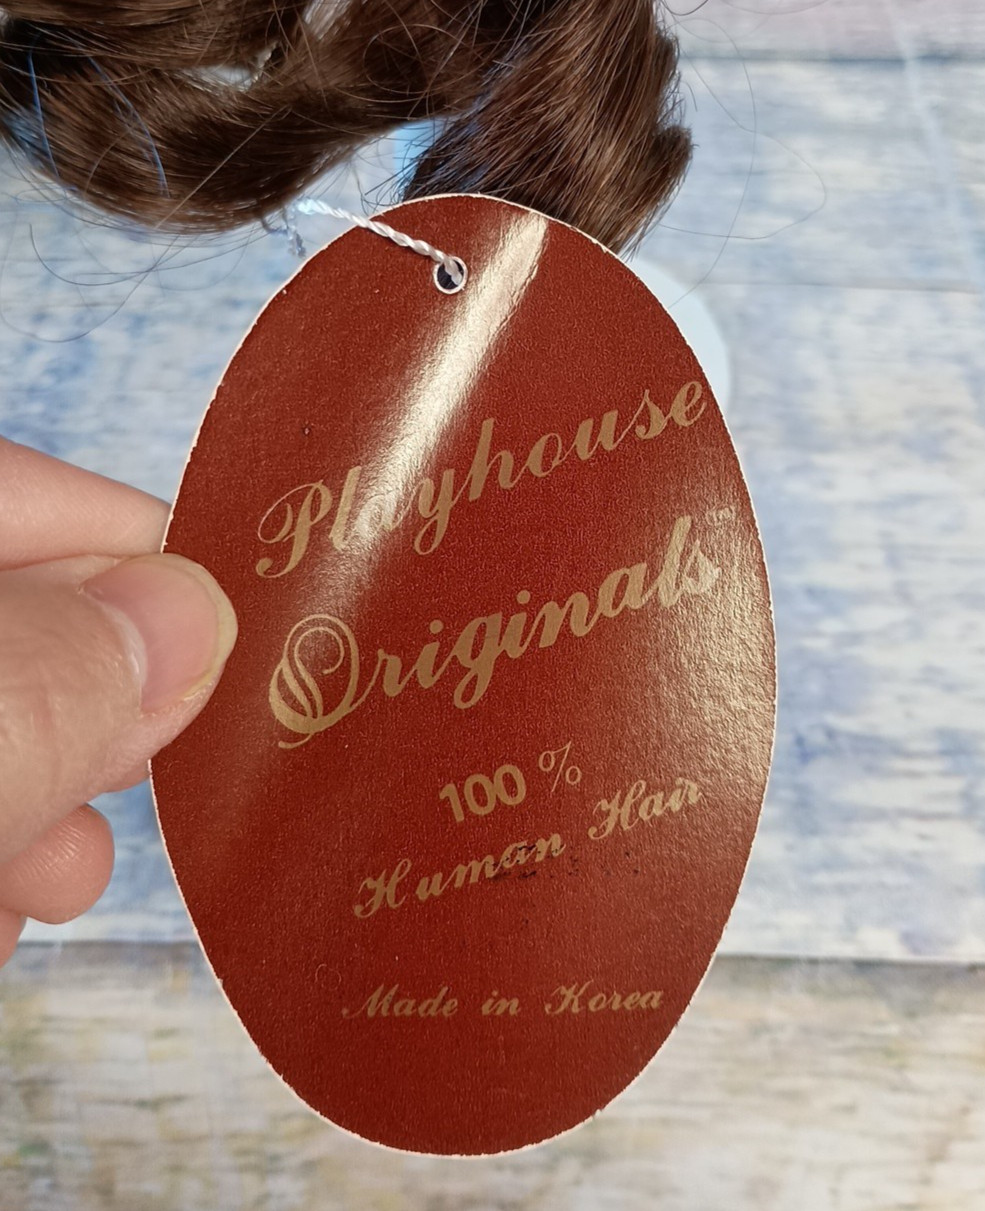 Playhouse
Originals™
100 %
Human Hair
Made in Korea